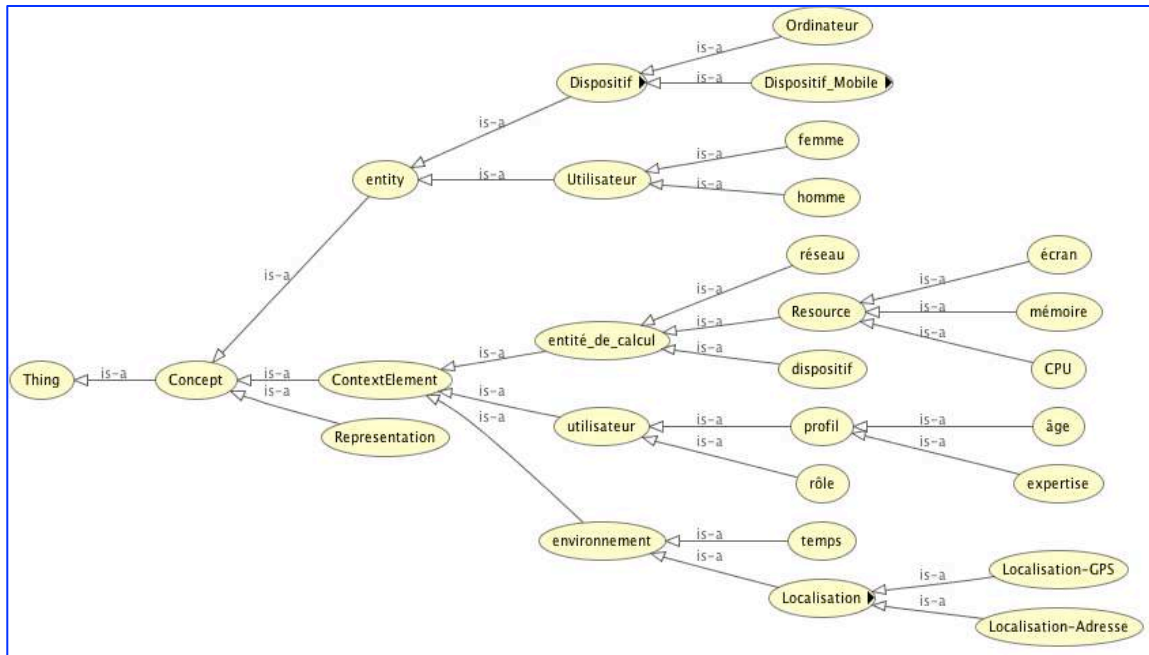 Ordinateur
is-a
Dispositif
is-a
Dispositif_Mobile
is-a
femme
is-a
entity
is-a
Utilisateur
is-a
homme
réseau
écran
is-a
is-a
is-a
Resource
is-a
mémoire
is-a
entité_de_calcul
is-a
is-a
is-a
dispositif
CPU
Thing
is-a
Concept
is-a
ContextElement
is-a
is-a
Representation
is-a
utilisateur
is-a
profil
is-a
âge
is-a
is-a
rôle
is-a
expertise
environnement
is-a
temps
is-a
Localisation
is-a
Localisation-GPS
is-a
Localisation-Adresse